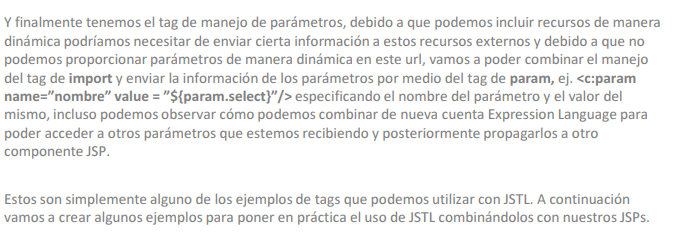 Y finalmente tenemos el tag de manejo de parámetros, debido a que podemos incluir recursos de manera
dinámica podríamos necesitar de enviar cierta información a estos recursos externos y debido a que no
podemos proporcionar parámetros de manera dinámica en este url, vamos a poder combinar el manejo
del tag de import y enviar la información de los parámetros por medio del tag de param, ej. <c:param
name=”nombre” value = ”${param.select}”/> especificando el nombre del parámetro y el valor del
mismo, incluso podemos observar cómo podemos combinar de nueva cuenta Expression Language para
poder acceder a otros parámetros que estemos recibiendo y posteriormente propagarlos a otro
componente JSP.
Estos son simplemente alguno de los ejemplos de tags que podemos utilizar con JSTL. A continuación
vamos a crear algunos ejemplos para poner en práctica el uso de JSTL combinándolos con nuestros JSPs.